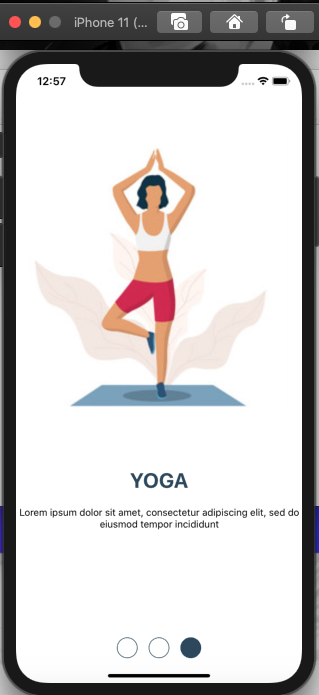 iPhone 11 (...
12:57
YOGA
Lorem ipsum dolor sit amet, consectetur adipiscing elit, sed do
eiusmod tempor incididunt